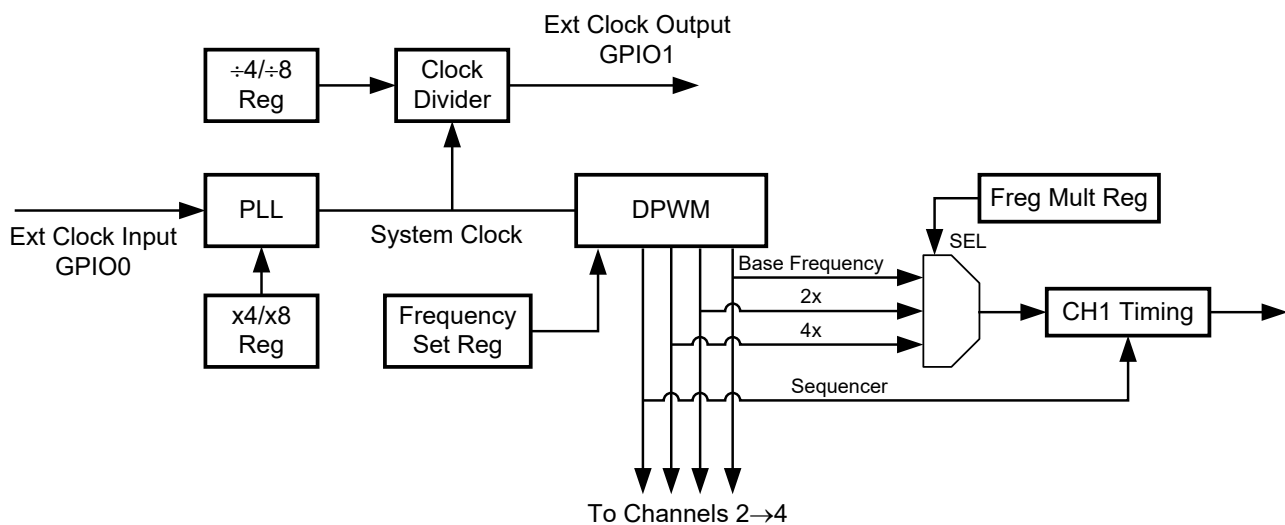 Ext Clock Output
GPIO1
÷4/÷8
Reg
Clock
Divider
PLL
DPWM
Freg Mult Reg
Ext Clock Input
GPIO0
System Clock
SEL
Base Frequency
x4/x8
Reg
Frequency
Set Reg
2x
4x
CH1 Timing
Sequencer
To Channels 2→4